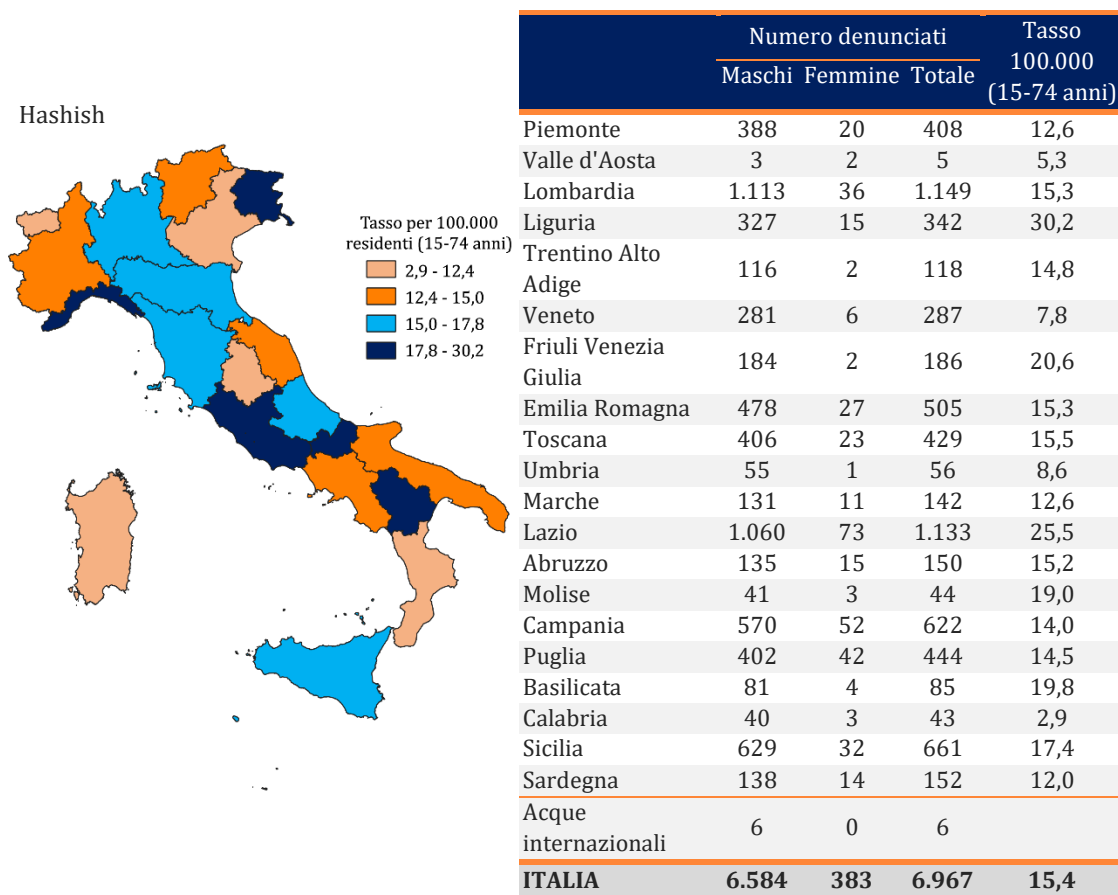 Hashish
Tasso per 100.000
residenti (15-74 anni)
2,9 - 12,4
12,4 - 15,0
15,0 - 17,8
17,8 - 30,2
Numero denunciati Tasso
100.000
(15-74 anni)
Maschi Femmine Totale
Piemonte 388 20 408 12,6
Valle d'Aosta 3 2 5 5,3
Lombardia 1.113 36 1.149 15,3
Liguria 327 15 342 30,2
Trentino Alto
Adige 116 2 118 14,8
Veneto 281 6 287 7,8
Friuli Venezia
Giulia 184 2 186 20,6
Emilia Romagna 478 27 505 15,3
Toscana 406 23 429 15,5
Umbria 55 1 56 8,6
Marche 131 11 142 12,6
Lazio 1.060 73 1.133 25,5
Abruzzo 135 15 150 15,2
Molise 41 3 44 19,0
Campania 570 52 622 14,0
Puglia 402 42 444 14,5
Basilicata 81 4 85 19,8
Calabria 40 3 43 2,9
Sicilia 629 32 661 17,4
Sardegna 138 14 152 12,0
Acque
internazionali 6 0 6
ITALIA 6.584 383 6.967 15,4